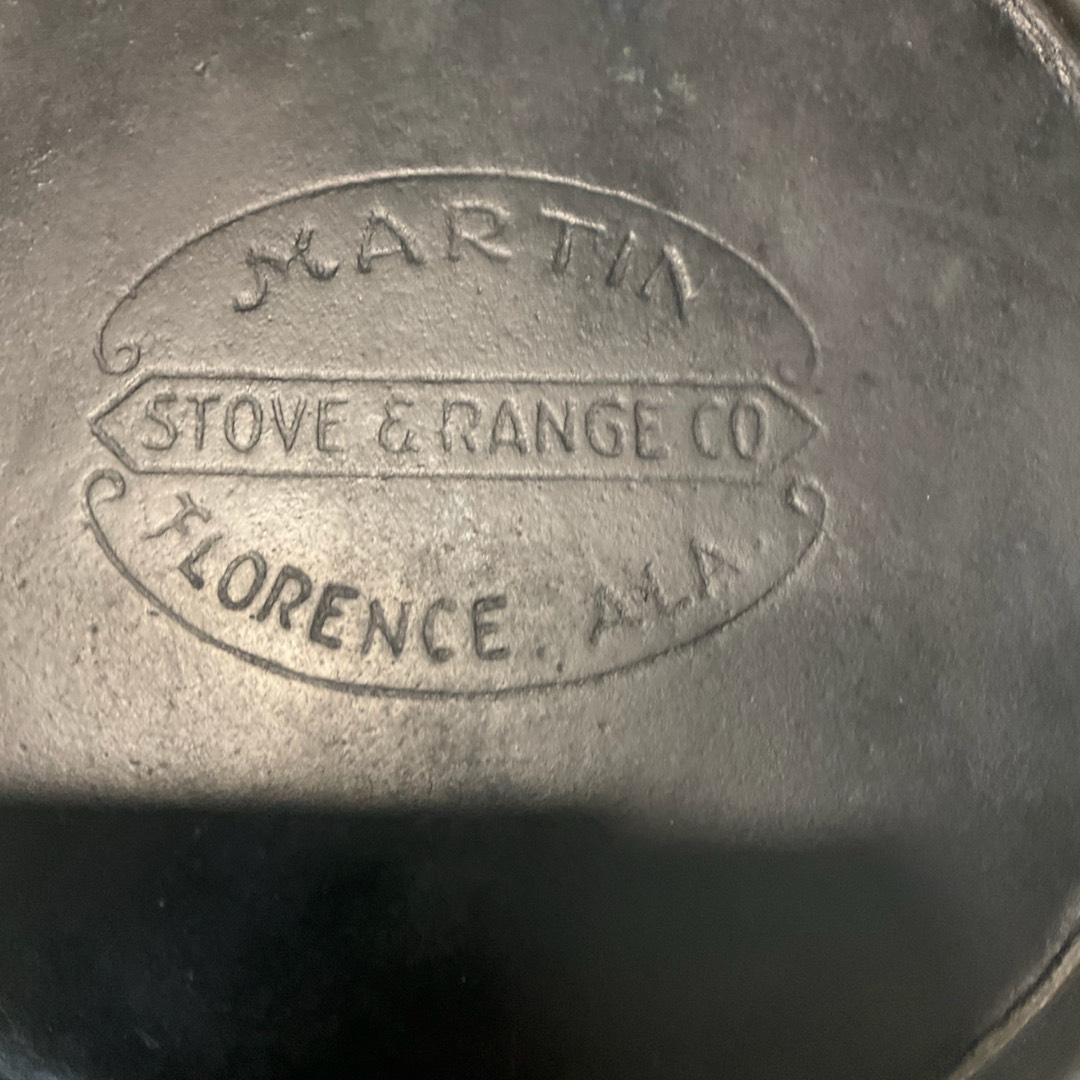 MARTIN
STOVE & RANGE CO
FLORENCE. ALA.